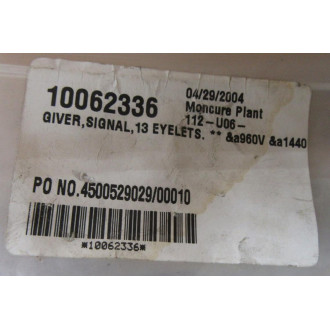 10062336
04/29/2004
Moncure Plant
112-U06-
GIVER,SIGNAL,13 EYELETS. ** &a960V &a1440
PO NO.4500529029/00010
*10062336*